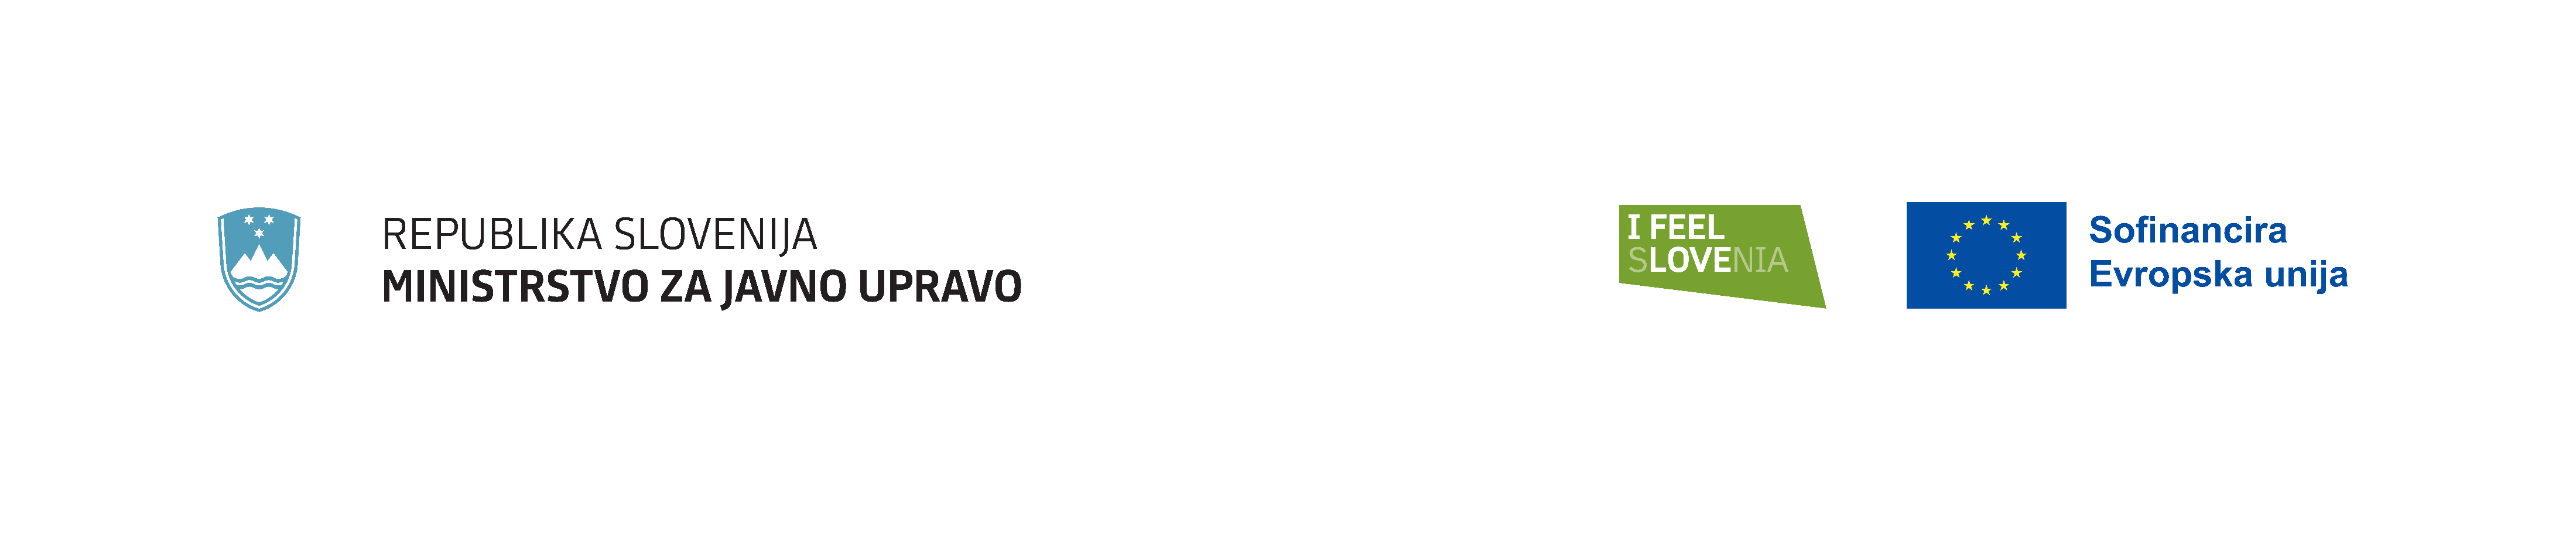 REPUBLIKA SLOVENIJA
MINISTRSTVO ZA JAVNO UPRAVO
I FEEL
SLOVENIA
Sofinancira
Evropska unija